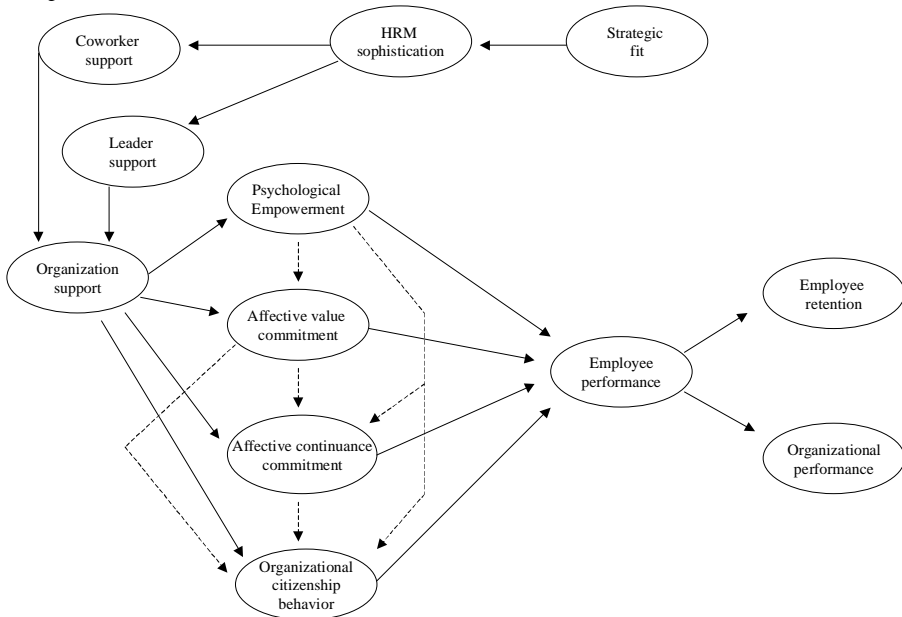 Coworker
support
HRM
sophistication
Strategic
fit
Leader
support
Psychological
Empowerment
Organization
support
Employee
retention
Affective value
commitment
Employee
performance
Affective continuance
commitment
Organizational
performance
Organizational
citizenship
behavior